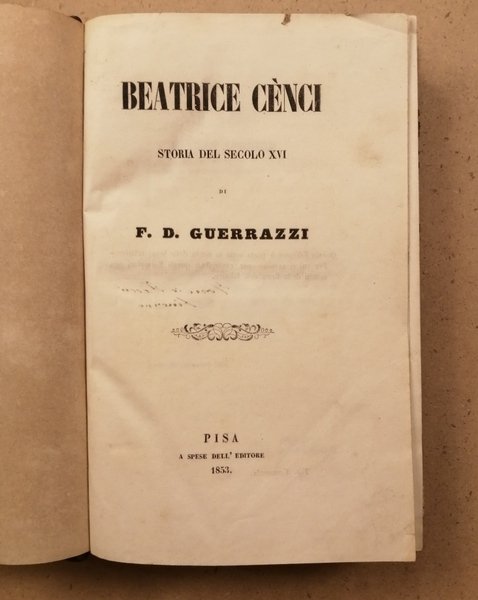 BEATRICE CÈNCI
STORIA DEL SECOLO XVI
DI
F. D. GUERRAZZI
PISA
A SPESE DELL' EDITORE
1853.